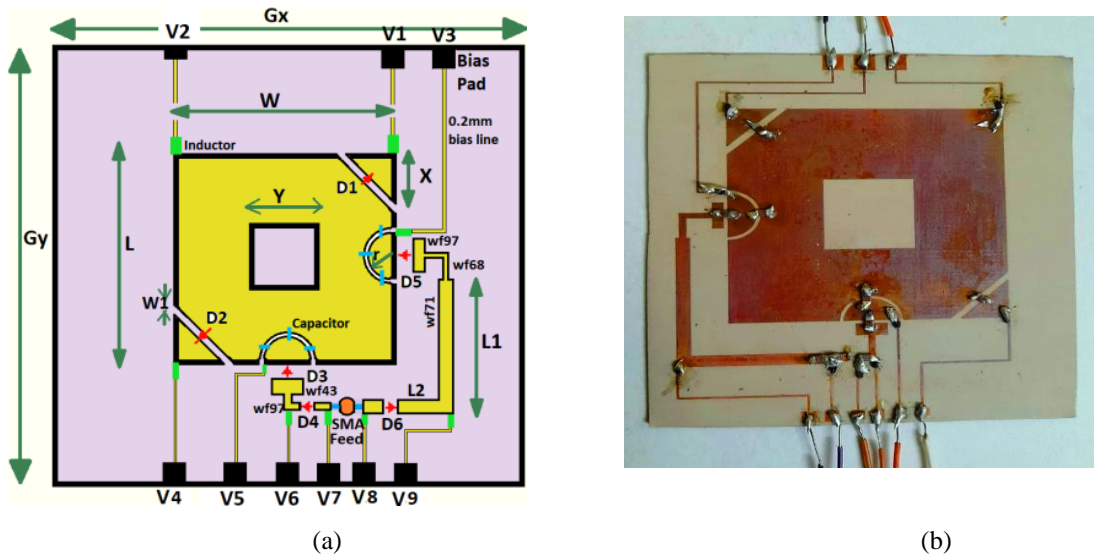 Gx
V2
V1
V3
Bias
Pad
W
0.2mm
bias line
Inductor
X
D1
Y
Gy
L
r
wf97
wf68
D5
W1
D2
wf71
Capacitor
L1
D3
wf43
L2
wf97
D4
SMA
Feed
D6
V4
V5
V6
V7
V8
V9
(a)
(b)